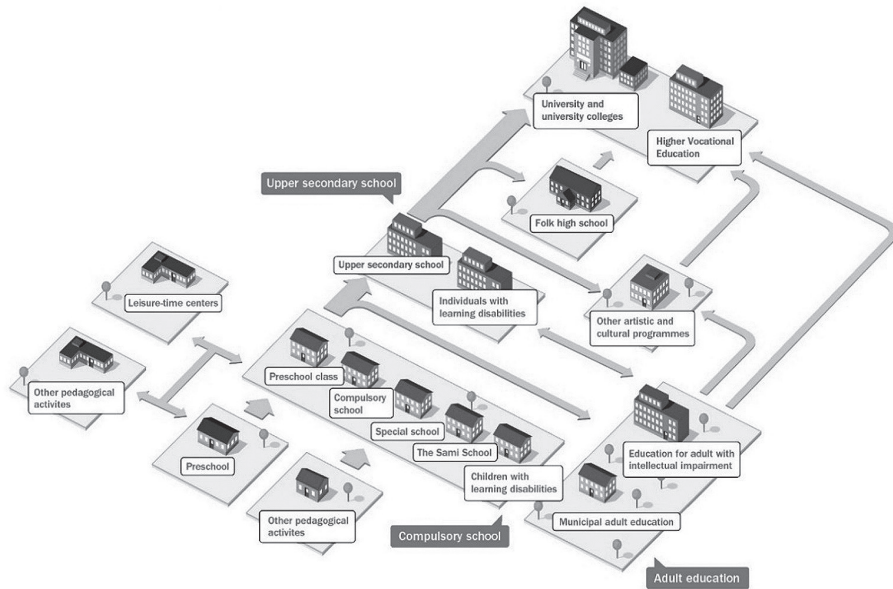 University and
university colleges
Higher Vocational
Education
Upper secondary school
Folk high school
Upper secondary school
Individuals with
learning disabilities
Leisure-time centers
Other artistic and
cultural programmes
Other pedagogical
activites
Preschool class
Compulsory
school
Special school
The Sami School
Children with
learning disabilities
Preschool
Education for adult with
intellectual impairment
Other pedagogical
activites
Municipal adult education
Compulsory school
Adult education